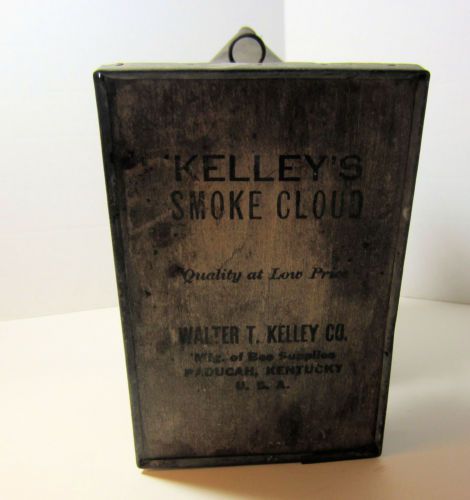 KELLEY'S
SMOKE CLOUD
Quality at Low Price
WALTER T. KELLEY CO.
Mfg. of Bee Supplies
PADUCAH, KENTUCKY
U. S. A.